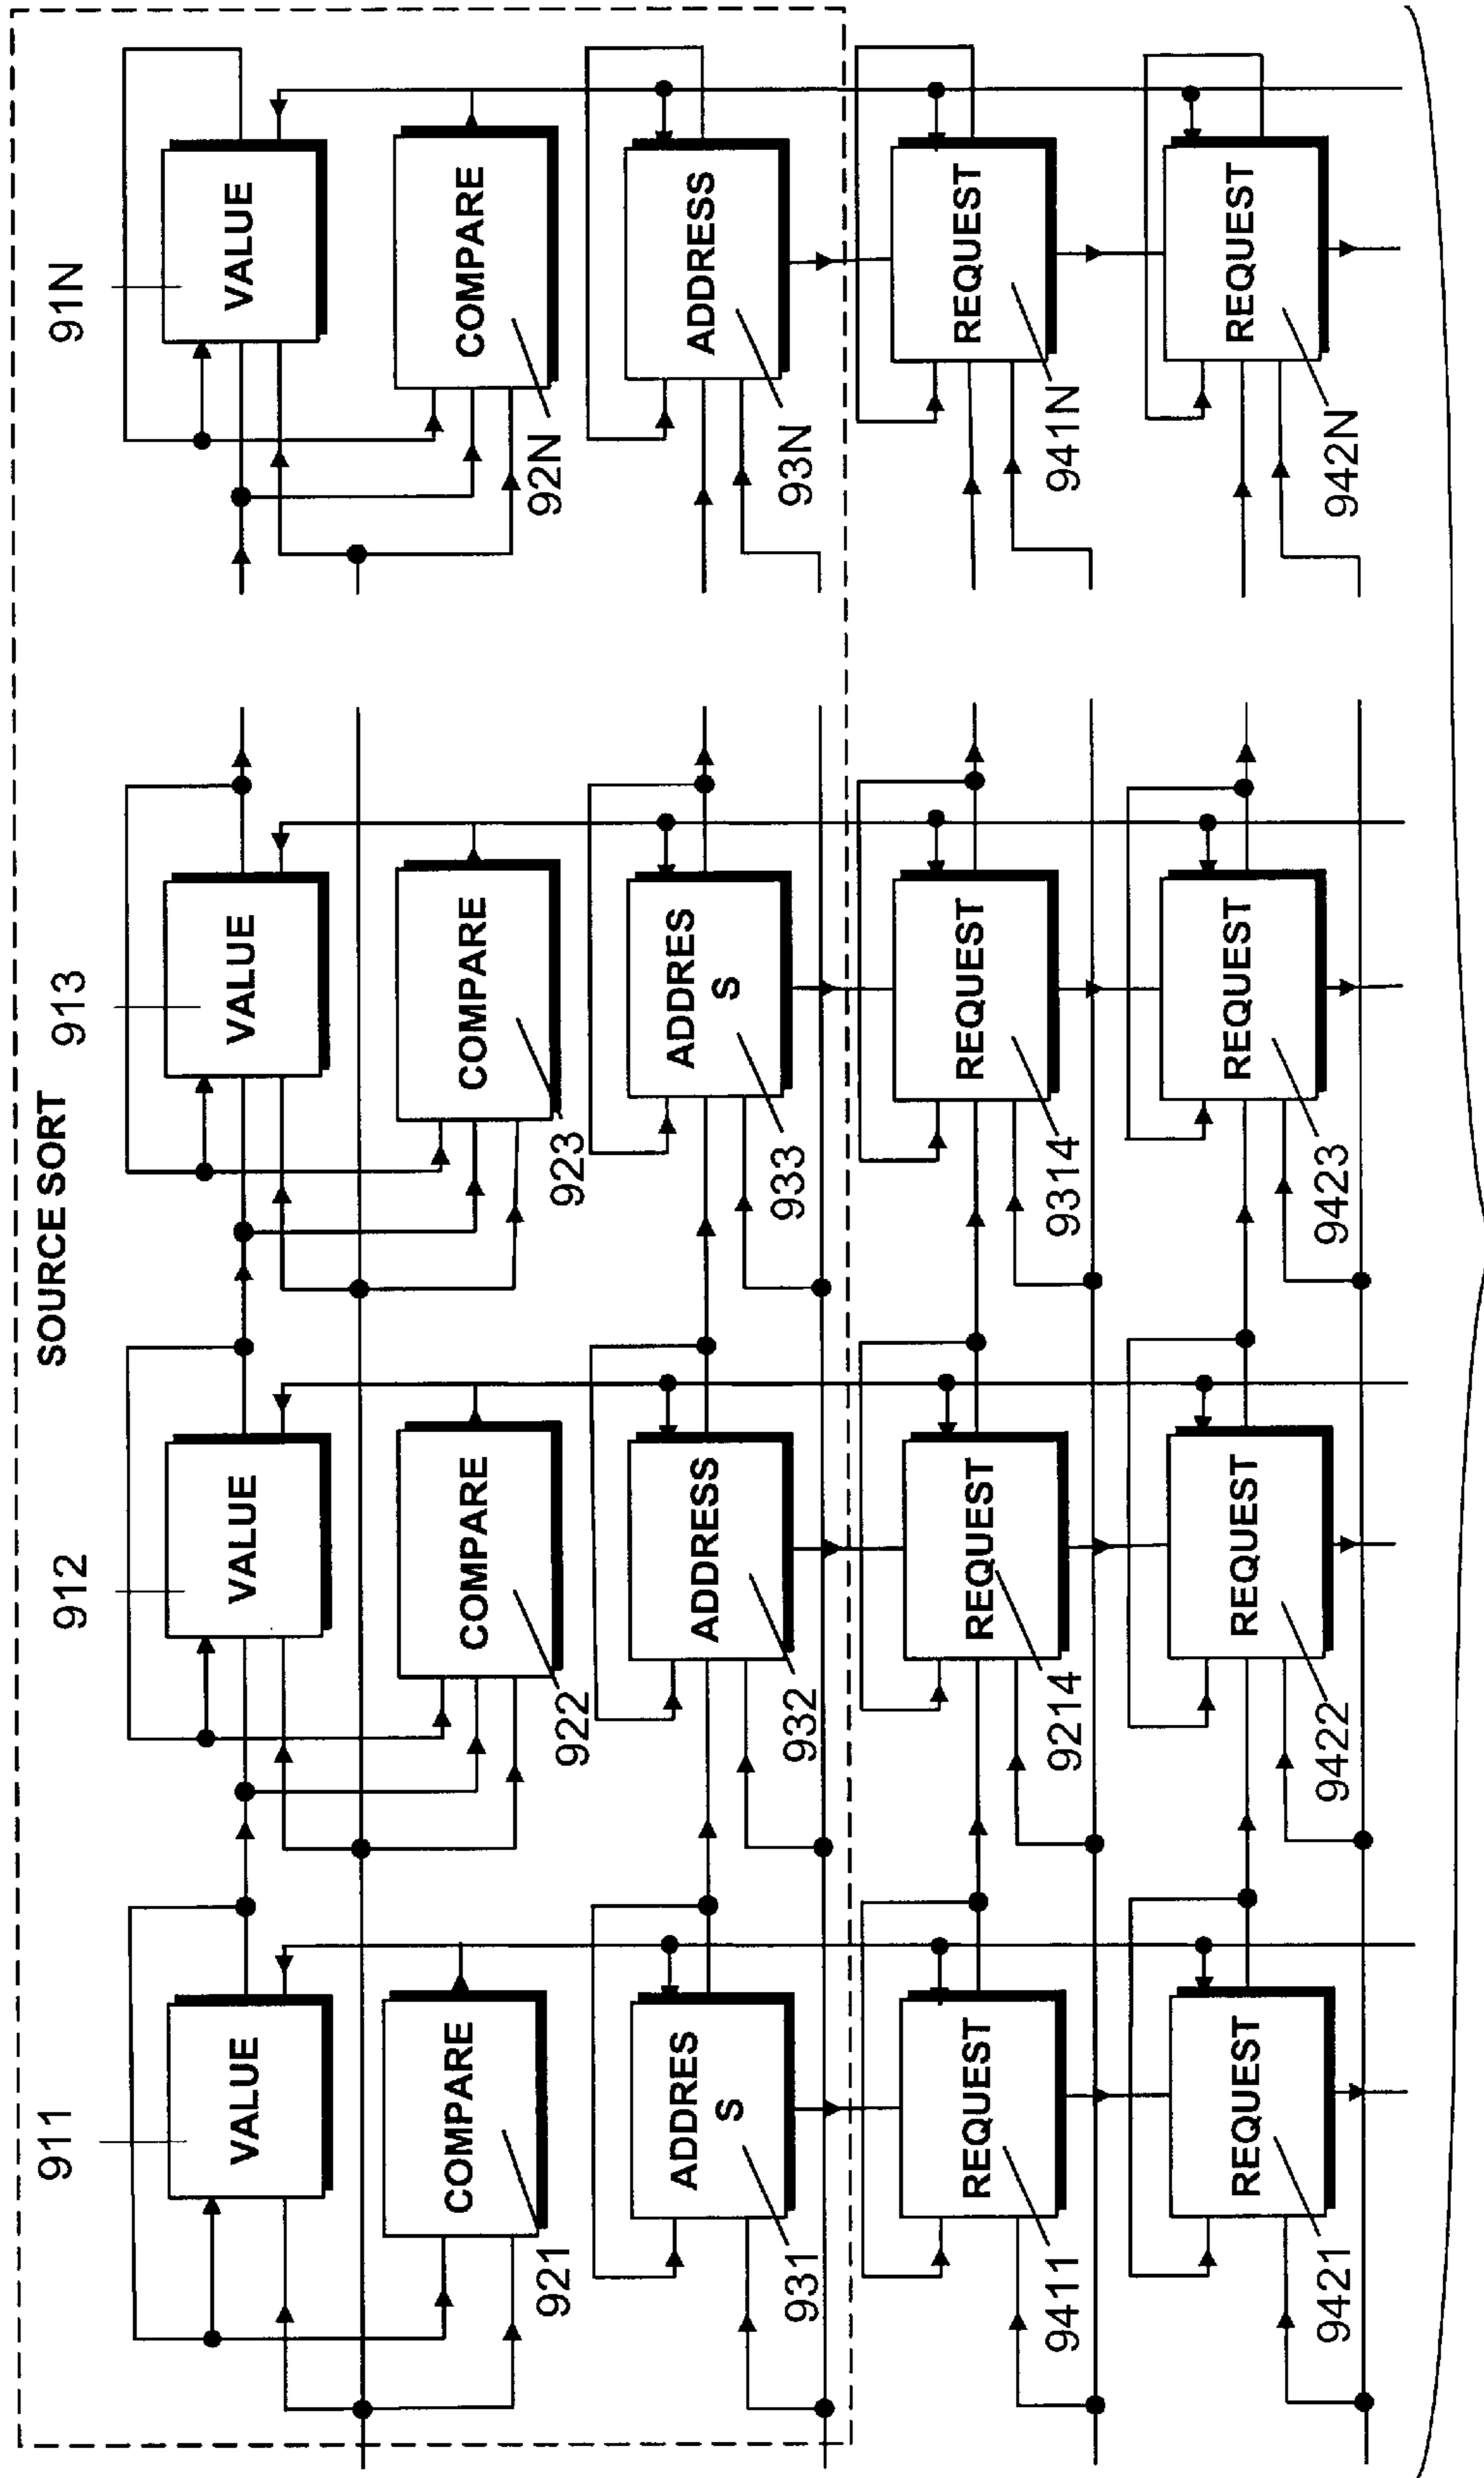 SOURCE SORT
911
912
913
91N
VALUE
VALUE
VALUE
VALUE
COMPARE
COMPARE
COMPARE
COMPARE
921
922
923
92N
ADDRES
S
ADDRESS
ADDRES
S
ADDRESS
931
932
933
93N
REQUEST
REQUEST
REQUEST
REQUEST
9411
9214
9314
941N
REQUEST
REQUEST
REQUEST
REQUEST
9421
9422
9423
942N